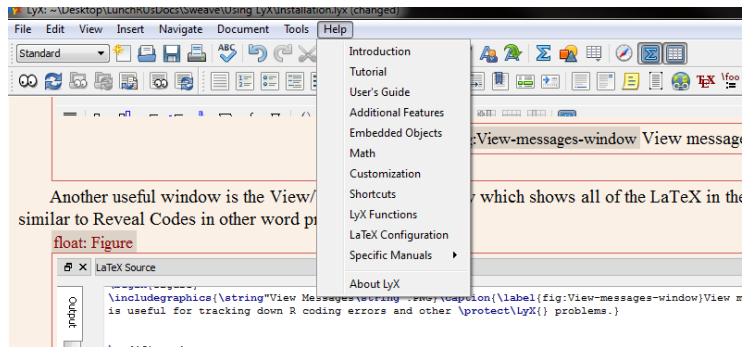 LyX: ~\Desktop\LunchRUsDocs\Sweave\Using LyX\Installation.lyx (changed)
File Edit View Insert Navigate Document Tools Help
Standard
ABC
TEX \foo
Introduction
Tutorial
User's Guide
Additional Features
Embedded Objects
Math
Customization
Shortcuts
LyX Functions
LaTeX Configuration
Specific Manuals
About LyX
:View-messages-window View message
Another useful window is the View/ which shows all of the LaTeX in the
similar to Reveal Codes in other word
float: Figure
LaTeX Source
Output
\includegraphics{\string"View Messages\string".PNG}\caption{\label{fig:View-messages-window}View m
is useful for tracking down R coding errors and other \protect\LyX{} problems.}